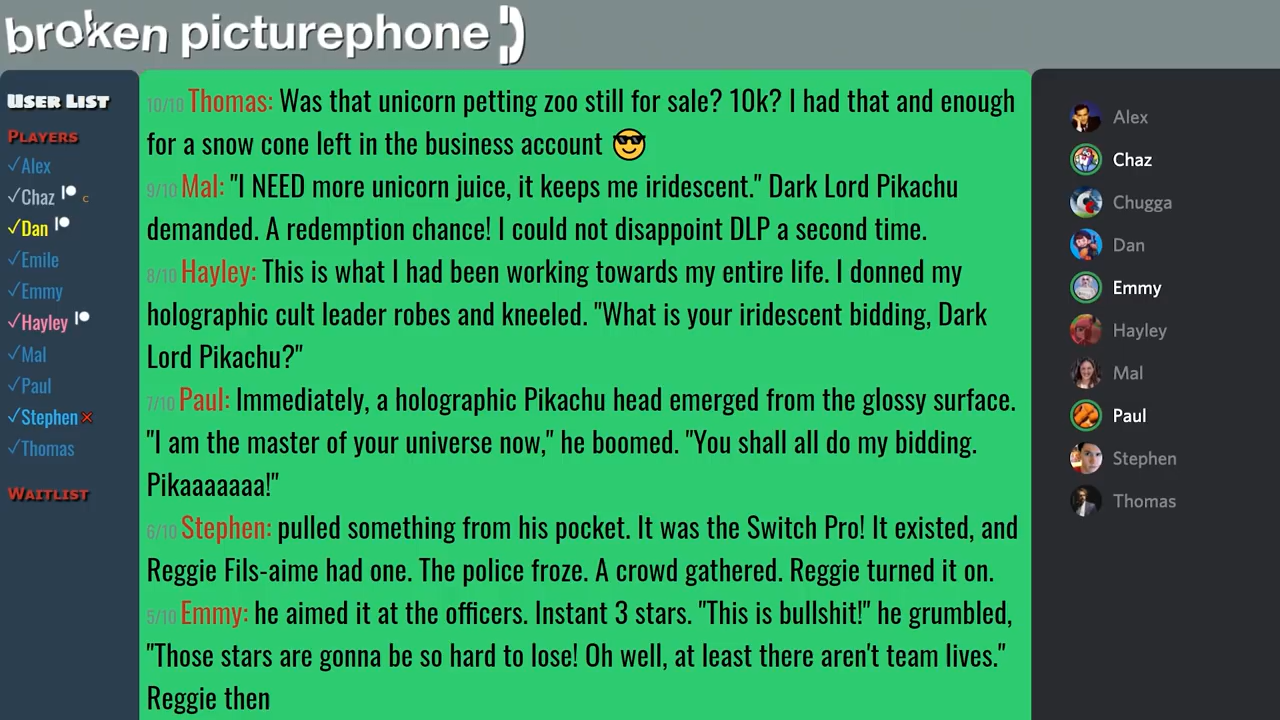 broken picturephone
User List
Players
✓Alex
✓Chaz c
✓Dan
✓Emile
✓Emmy
✓Hayley
✓Mal
✓Paul
✓Stephen ×
✓Thomas
Waitlist
10/10 Thomas: Was that unicorn petting zoo still for sale? 10k? I had that and enough
for a snow cone left in the business account 😎
9/10 Mal: "I NEED more unicorn juice, it keeps me iridescent." Dark Lord Pikachu
demanded. A redemption chance! I could not disappoint DLP a second time.
8/10 Hayley: This is what I had been working towards my entire life. I donned my
holographic cult leader robes and kneeled. "What is your iridescent bidding, Dark
Lord Pikachu?"
7/10 Paul: Immediately, a holographic Pikachu head emerged from the glossy surface.
"I am the master of your universe now," he boomed. "You shall all do my bidding.
Pikaaaaaaa!"
6/10 Stephen: pulled something from his pocket. It was the Switch Pro! It existed, and
Reggie Fils-aime had one. The police froze. A crowd gathered. Reggie turned it on.
5/10 Emmy: he aimed it at the officers. Instant 3 stars. "This is bullshit!" he grumbled,
"Those stars are gonna be so hard to lose! Oh well, at least there aren't team lives."
Reggie then
Alex
Chaz
Chugga
Dan
Emmy
Hayley
Mal
Paul
Stephen
Thomas